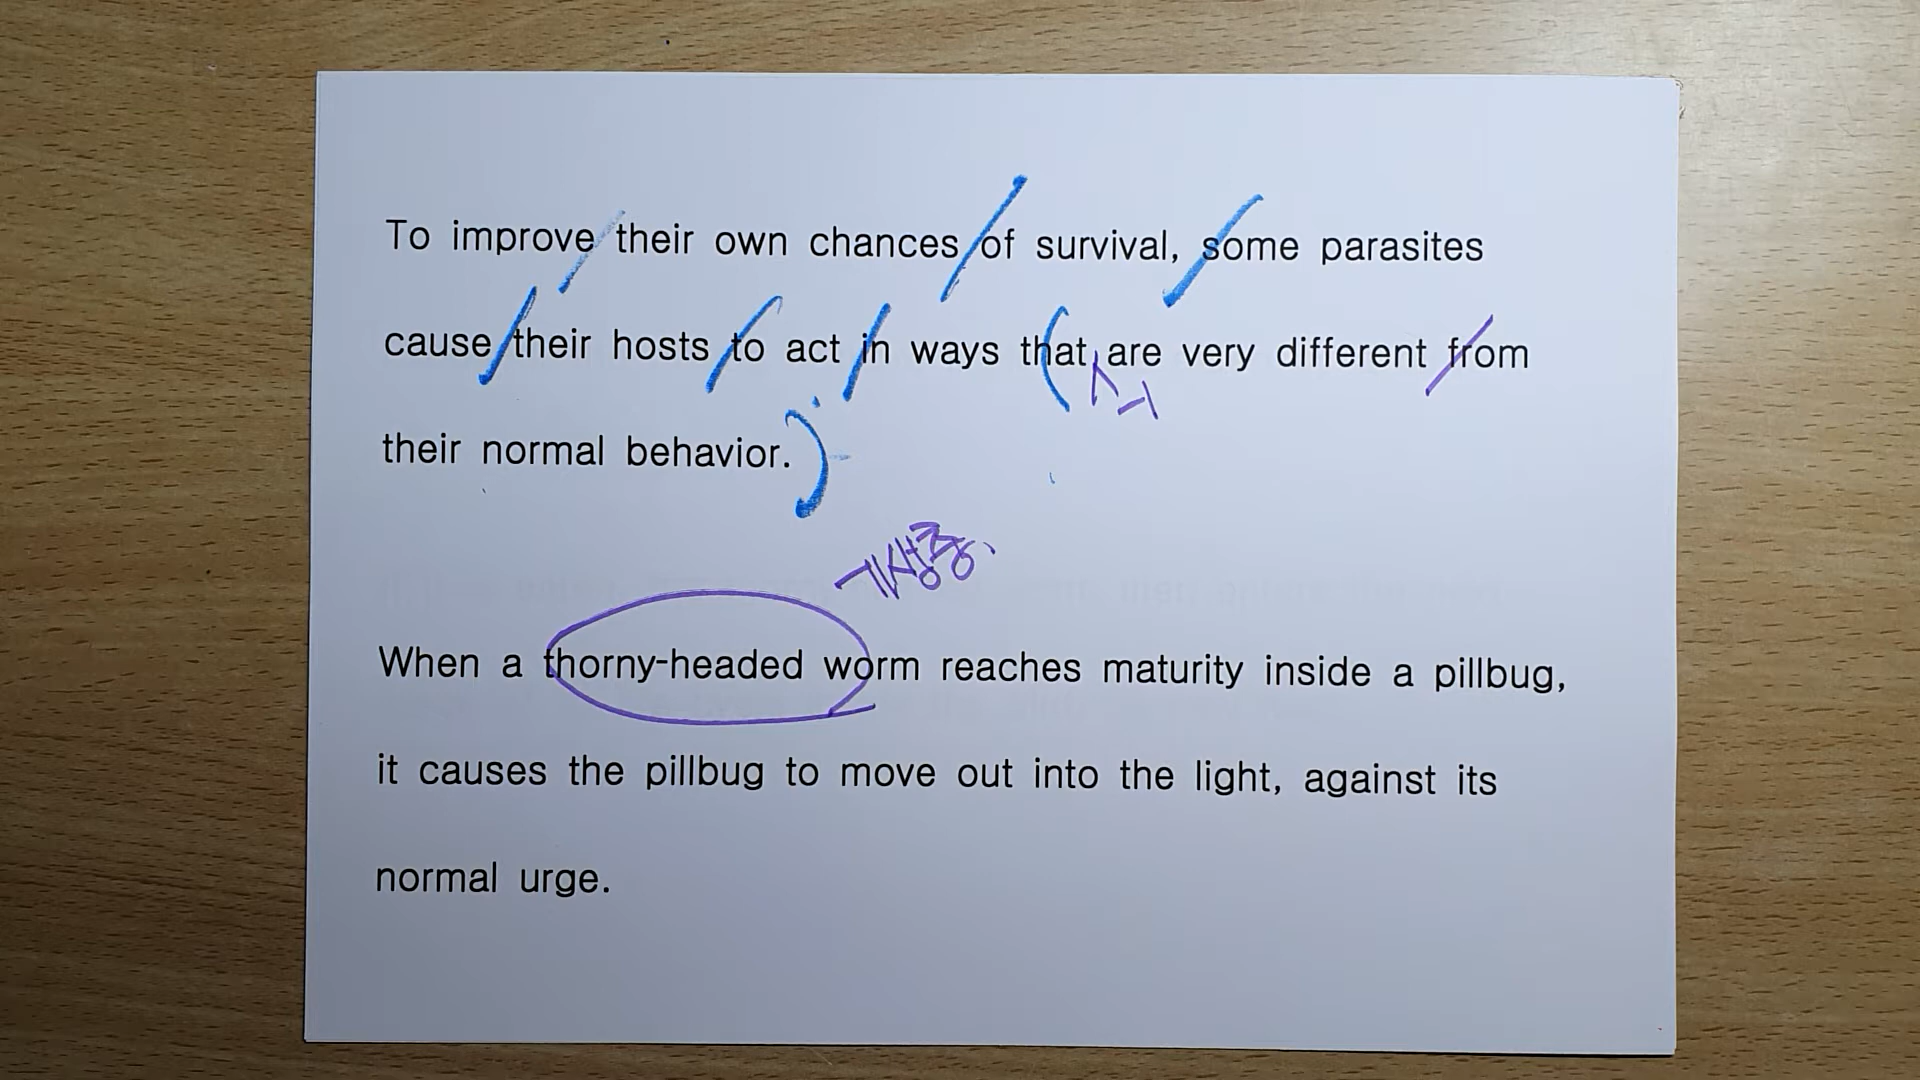 To improve their own chances of survival, some parasites
cause their hosts to act in ways that are very different from
their normal behavior.
기생충
When a thorny-headed worm reaches maturity inside a pillbug,
it causes the pillbug to move out into the light, against its
normal urge.